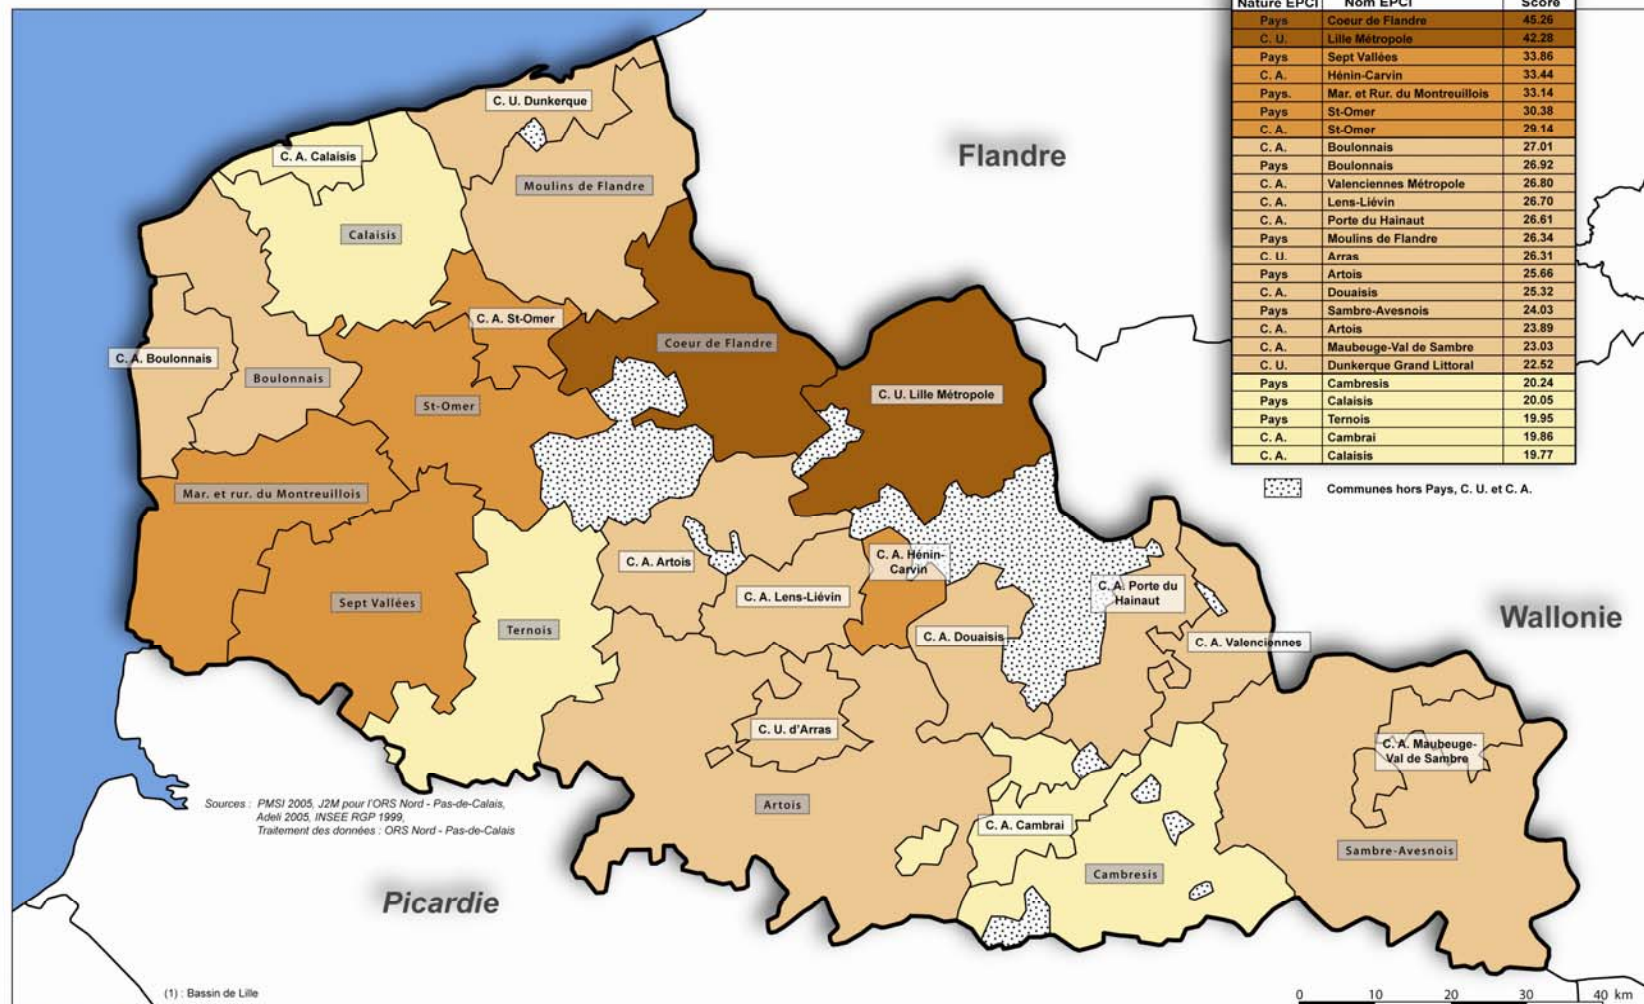 Nature EPCI Nom EPCI Score
Pays Coeur de Flandre 45.26
C. U. Lille Métropole 42.28
Pays Sept Vallées 33.86
C. A. Hénin-Carvin 33.44
Pays. Mar. et Rur. du Montreuillois 33.14
Pays St-Omer 30.38
C. A. St-Omer 29.14
C. A. Boulonnais 27.01
Pays Boulonnais 26.92
C. A. Valenciennes Métropole 26.80
C. A. Lens-Liévin 26.70
C. A. Porte du Hainaut 26.61
Pays Moulins de Flandre 26.34
C. U. Arras 26.31
Pays Artois 25.66
C. A. Douaisis 25.32
Pays Sambre-Avesnois 24.03
C. A. Artois 23.89
C. A. Maubeuge-Val de Sambre 23.03
C. U. Dunkerque Grand Littoral 22.52
Pays Cambresis 20.24
Pays Calaisis 20.05
Pays Ternois 19.95
C. A. Cambrai 19.86
C. A. Calaisis 19.77
Communes hors Pays, C. U. et C. A.
C. U. Dunkerque
C. A. Calaisis
Flandre
Moulins de Flandre
Calaisis
C. A. St-Omer
Coeur de Flandre
C. A. Boulonnais
Boulonnais
C. U. Lille Métropole
St-Omer
Mar. et rur. du Montreuillois
C. A. Artois
C. A. Hénin-
Carvin
C. A. Lens-Liévin
C. A. Porte du
Hainaut
Sept Vallées
Wallonie
Ternois
C. A. Douaisis
C. A. Valenciennes
C. U. d'Arras
C. A. Maubeuge-
Val de Sambre
Sources : PMSI 2005, J2M pour l'ORS Nord - Pas-de-Calais,
Adeli 2005, INSEE RGP 1999,
Traitement des données : ORS Nord - Pas-de-Calais
Artois
C. A. Cambrai
Sambre-Avesnois
Cambresis
Picardie
(1) : Bassin de Lille
0 10 20 30 40 km